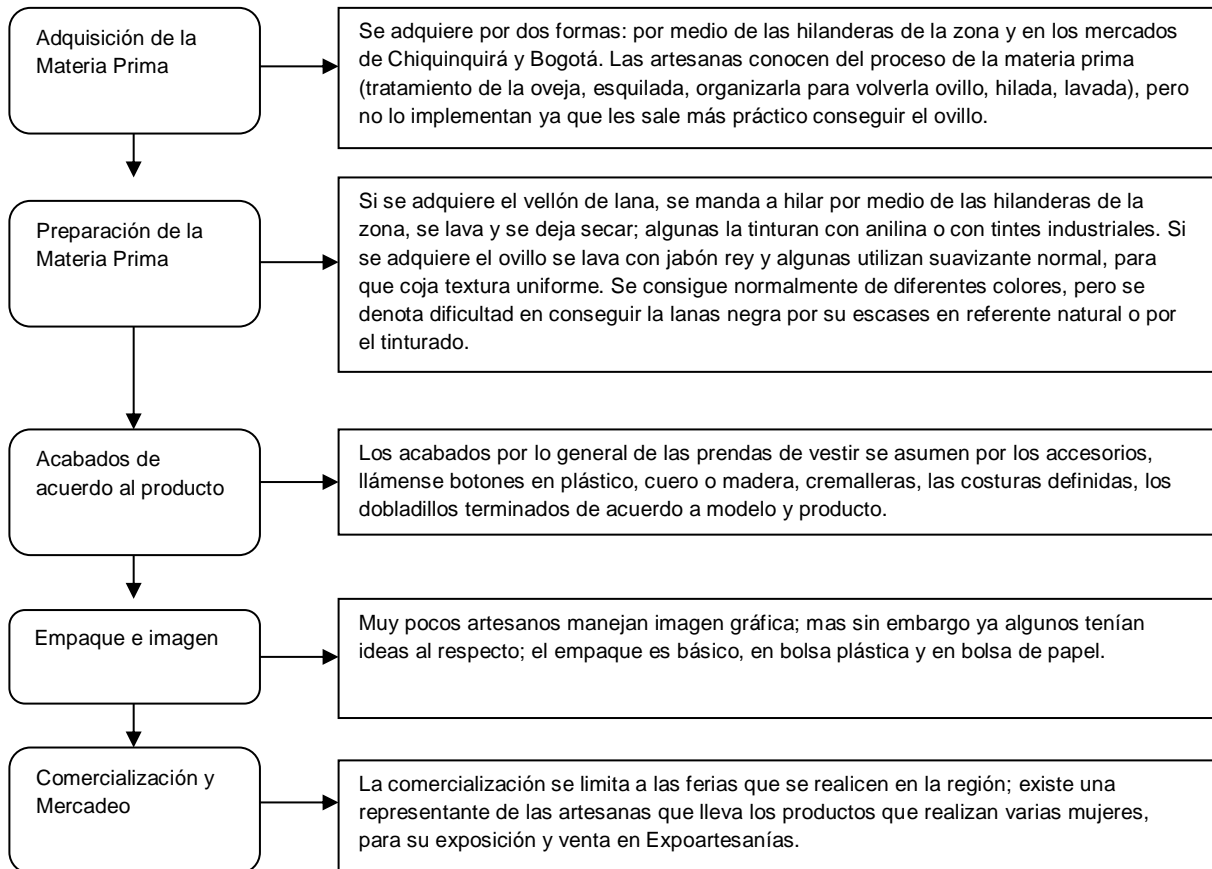 Adquisición de la
Materia Prima
Se adquiere por dos formas: por medio de las hilanderas de la zona y en los mercados
de Chiquinquirá y Bogotá. Las artesanas conocen del proceso de la materia prima
(tratamiento de la oveja, esquilada, organizarla para volverla ovillo, hilada, lavada), pero
no lo implementan ya que les sale más práctico conseguir el ovillo.
Preparación de la
Materia Prima
Si se adquiere el vellón de lana, se manda a hilar por medio de las hilanderas de la
zona, se lava y se deja secar; algunas la tinturan con anilina o con tintes industriales. Si
se adquiere el ovillo se lava con jabón rey y algunas utilizan suavizante normal, para
que coja textura uniforme. Se consigue normalmente de diferentes colores, pero se
denota dificultad en conseguir la lanas negra por su escases en referente natural o por
el tinturado.
Acabados de
acuerdo al producto
Los acabados por lo general de las prendas de vestir se asumen por los accesorios,
llámense botones en plástico, cuero o madera, cremalleras, las costuras definidas, los
dobladillos terminados de acuerdo a modelo y producto.
Empaque e imagen
Muy pocos artesanos manejan imagen gráfica; mas sin embargo ya algunos tenían
ideas al respecto; el empaque es básico, en bolsa plástica y en bolsa de papel.
Comercialización y
Mercadeo
La comercialización se limita a las ferias que se realicen en la región; existe una
representante de las artesanas que lleva los productos que realizan varias mujeres,
para su exposición y venta en Expoartesanías.